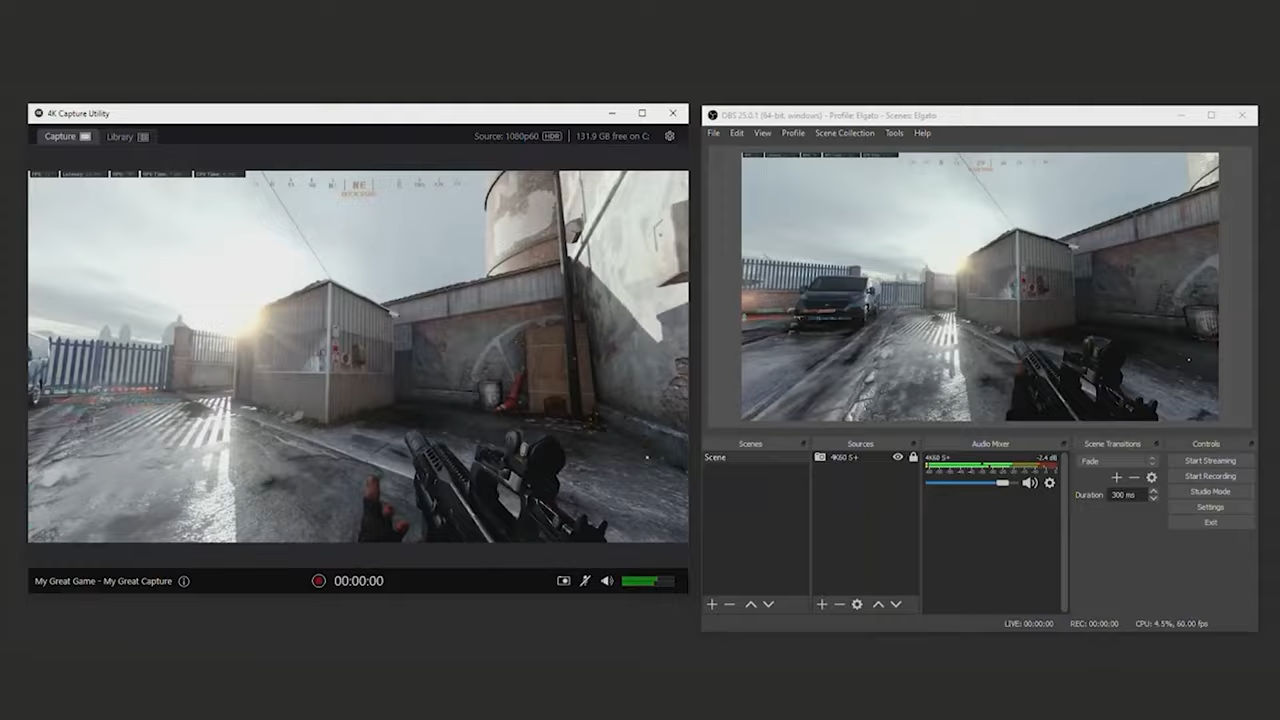 4K Capture Utility
Capture
Library
Source: 1080p60 HDR
131.9 GB free on C:
My Great Game - My Great Capture
00:00:00
OBS 25.0.1 (64-bit, windows) - Profile: Elgato - Scenes: Elgato
File Edit View Profile Scene Collection Tools Help
Scenes
Scene
Sources
4K60 S+
Audio Mixer
4K60 S+
-2.4 dB
Scene Transitions
Fade
Duration 300 ms
Controls
Start Streaming
Start Recording
Studio Mode
Settings
Exit
LIVE: 00:00:00 REC: 00:00:00 CPU: 4.5%, 60.00 fps